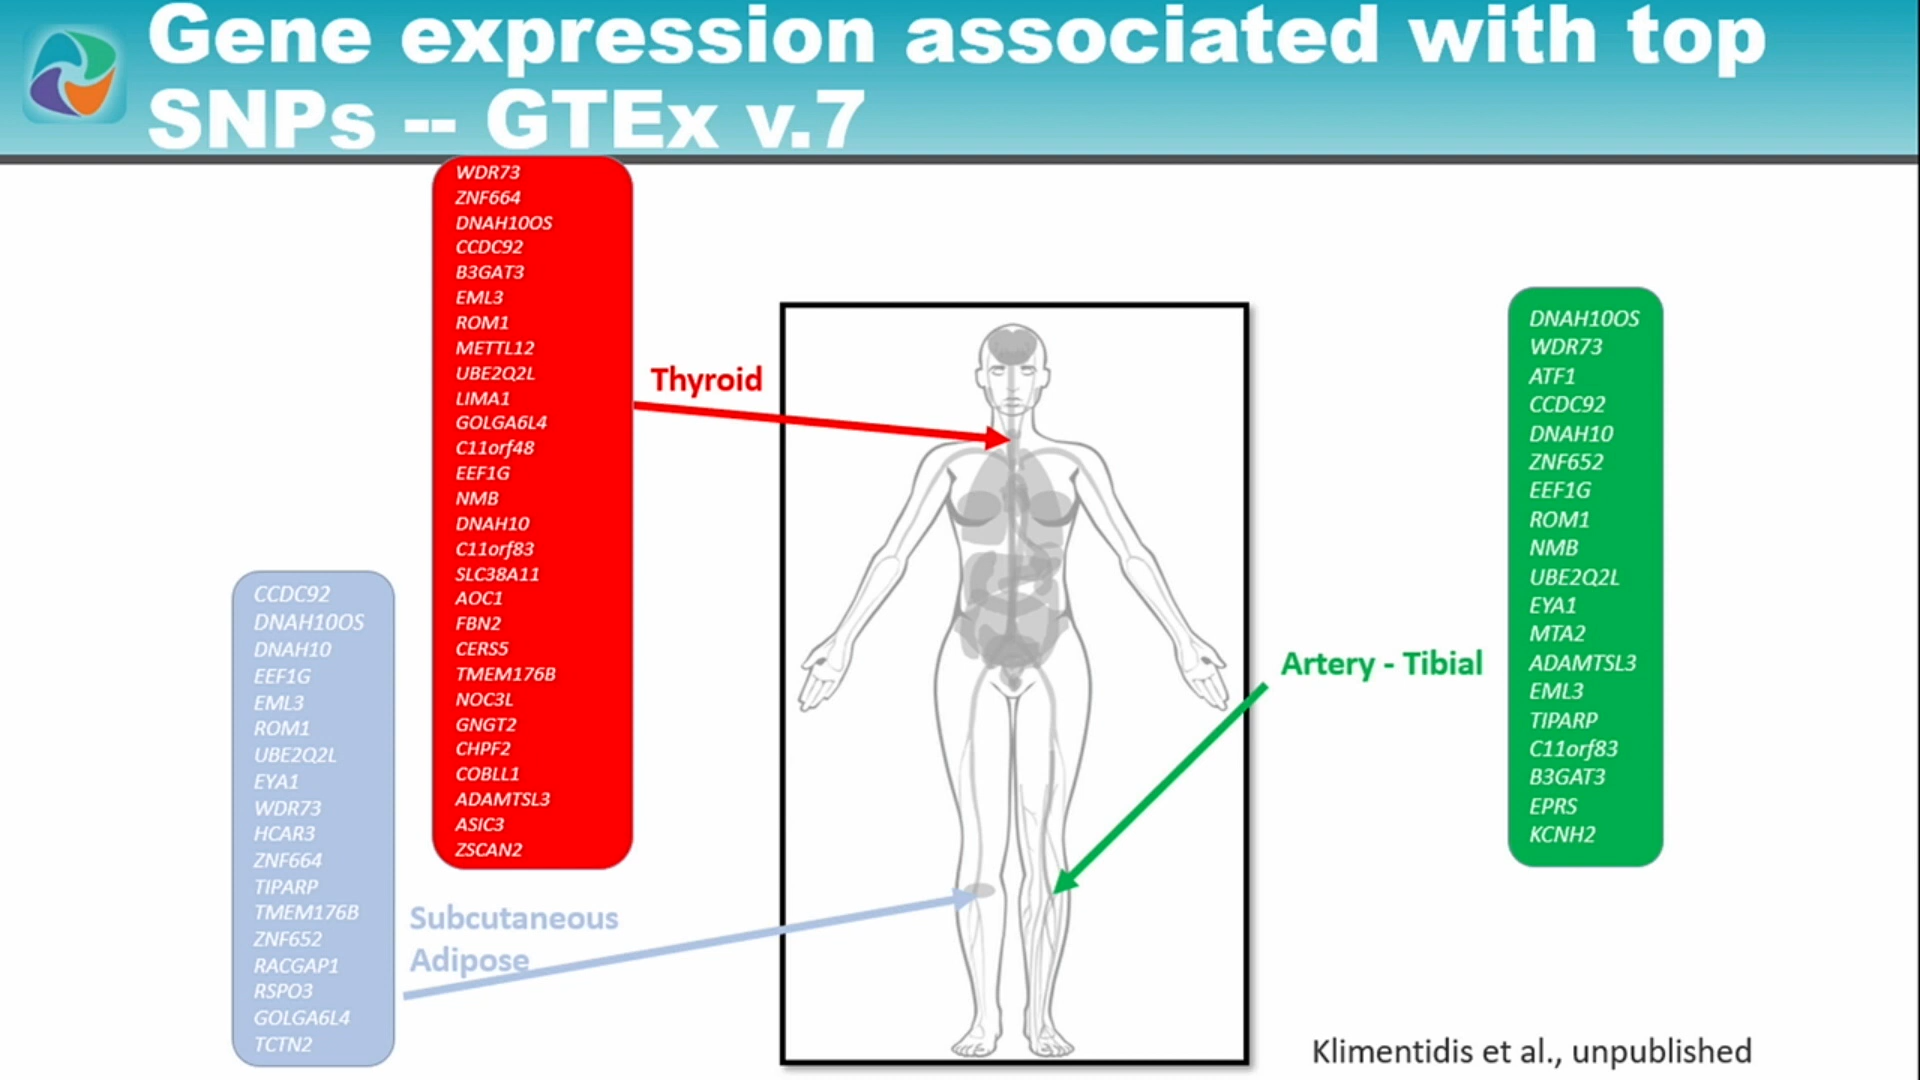 Gene expression associated with top
SNPs -- GTEx v.7
WDR73
ZNF664
DNAH10OS
CCDC92
B3GAT3
EML3
ROM1
METTL12
UBE2Q2L
LIMA1
GOLGA6L4
C11orf48
EEF1G
NMB
DNAH10
C11orf83
SLC38A11
AOC1
FBN2
CERS5
TMEM176B
NOC3L
GNGT2
CHPF2
COBLL1
ADAMTSL3
ASIC3
ZSCAN2
Thyroid
CCDC92
DNAH10OS
DNAH10
EEF1G
EML3
ROM1
UBE2Q2L
EYA1
WDR73
HCAR3
ZNF664
TIPARP
TMEM176B
ZNF652
RACGAP1
RSPO3
GOLGA6L4
TCTN2
Subcutaneous
Adipose
Artery - Tibial
DNAH10OS
WDR73
ATF1
CCDC92
DNAH10
ZNF652
EEF1G
ROM1
NMB
UBE2Q2L
EYA1
MTA2
ADAMTSL3
EML3
TIPARP
C11orf83
B3GAT3
EPRS
KCNH2
Klimentidis et al., unpublished